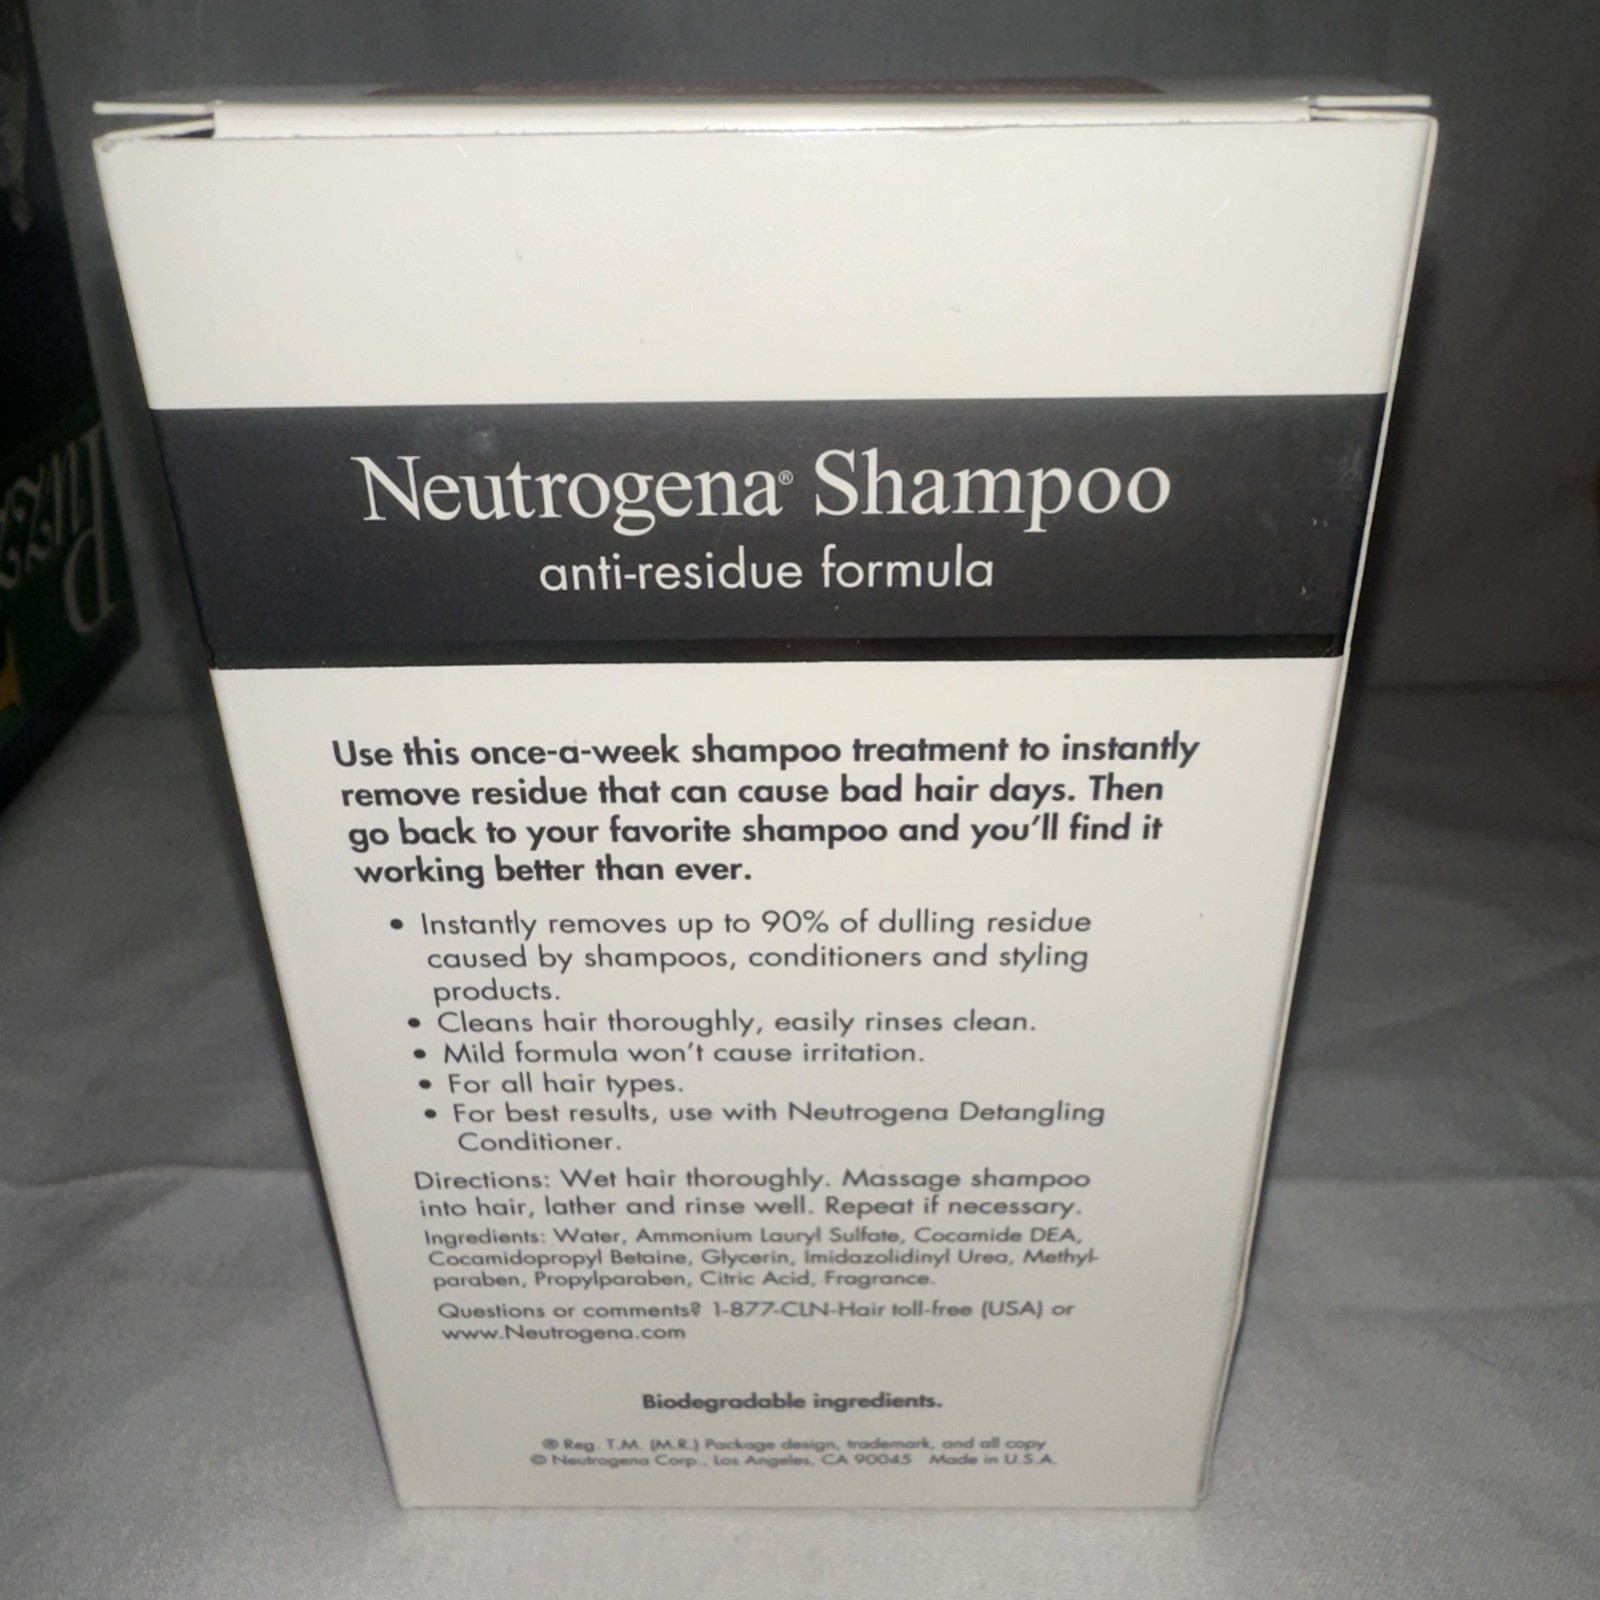 Neutrogena® Shampoo
anti-residue formula
Use this once-a-week shampoo treatment to instantly
remove residue that can cause bad hair days. Then
go back to your favorite shampoo and you'll find it
working better than ever.
• Instantly removes up to 90% of dulling residue
caused by shampoos, conditioners and styling
products.
• Cleans hair thoroughly, easily rinses clean.
• Mild formula won't cause irritation.
• For all hair types.
• For best results, use with Neutrogena Detangling
Conditioner.
Directions: Wet hair thoroughly. Massage shampoo
into hair, lather and rinse well. Repeat if necessary.
Ingredients: Water, Ammonium Lauryl Sulfate, Cocamide DEA,
Cocamidopropyl Betaine, Glycerin, Imidazolidinyl Urea, Methyl-
paraben, Propylparaben, Citric Acid, Fragrance.
Questions or comments? 1-877-CLN-Hair toll-free (USA) or
www.Neutrogena.com
Biodegradable ingredients.
® Reg. T.M. (M.R.) Package design, trademark, and all copy
© Neutrogena Corp., Los Angeles, CA 90045 Made in U.S.A.